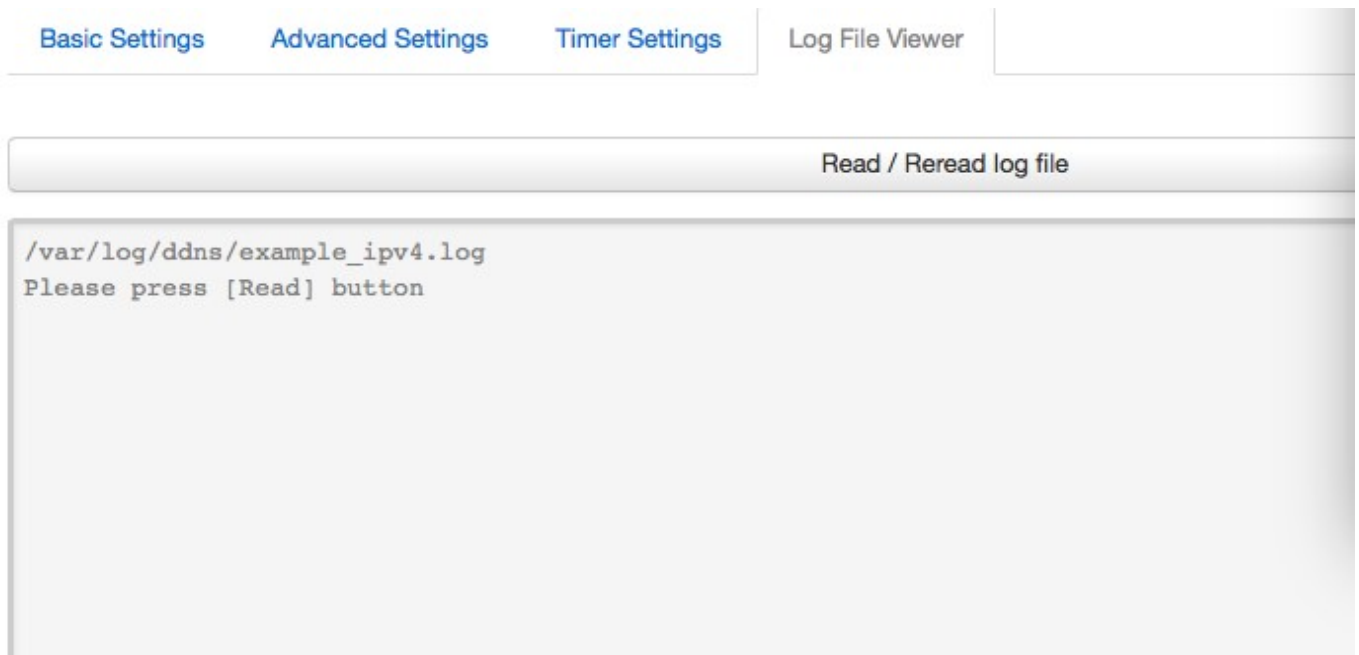 Basic Settings Advanced Settings Timer Settings Log File Viewer
Read / Reread log file
/var/log/ddns/example_ipv4.log
Please press [Read] button